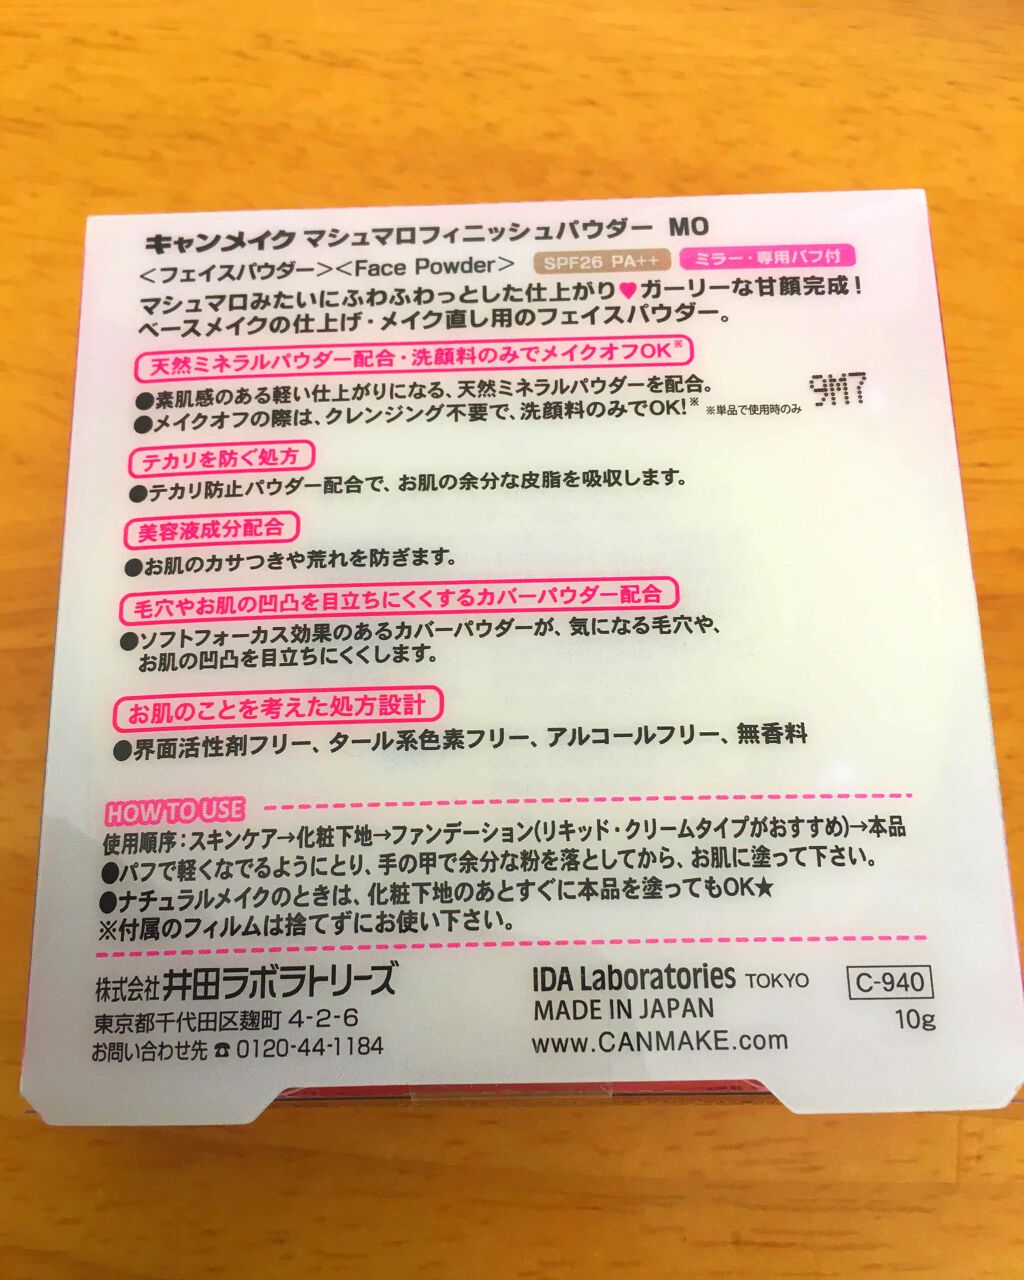 キャンメイク マシュマロフィニッシュパウダー MO
<フェイスパウダー><Face Powder> SPF26 PA++ ミラー・専用パフ付
マシュマロみたいにふわふわっとした仕上がり♥ガーリーな甘顔完成!
ベースメイクの仕上げ・メイク直し用のフェイスパウダー。
天然ミネラルパウダー配合・洗顔料のみでメイクオフOK※
●素肌感のある軽い仕上がりになる、天然ミネラルパウダーを配合。
●メイクオフの際は、クレンジング不要で、洗顔料のみでOK!※ ※単品で使用時のみ
9M7
テカリを防ぐ処方
●テカリ防止パウダー配合で、お肌の余分な皮脂を吸収します。
美容液成分配合
●お肌のカサつきや荒れを防ぎます。
毛穴やお肌の凹凸を目立ちにくくするカバーパウダー配合
●ソフトフォーカス効果のあるカバーパウダーが、気になる毛穴や、
お肌の凹凸を目立ちにくくします。
お肌のことを考えた処方設計
●界面活性剤フリー、タール系色素フリー、アルコールフリー、無香料
HOW TO USE
使用順序:スキンケア→化粧下地→ファンデーション(リキッド・クリームタイプがおすすめ)→本品
●パフで軽くなでるようにとり、手の甲で余分な粉を落としてから、お肌に塗って下さい。
●ナチュラルメイクのときは、化粧下地のあとすぐに本品を塗ってもOK★
※付属のフィルムは捨てずにお使い下さい。
株式会社井田ラボラトリーズ
東京都千代田区麹町 4-2-6
お問い合わせ先 ☎ 0120-44-1184
IDA Laboratories TOKYO
MADE IN JAPAN
www.CANMAKE.com
C-940
10g